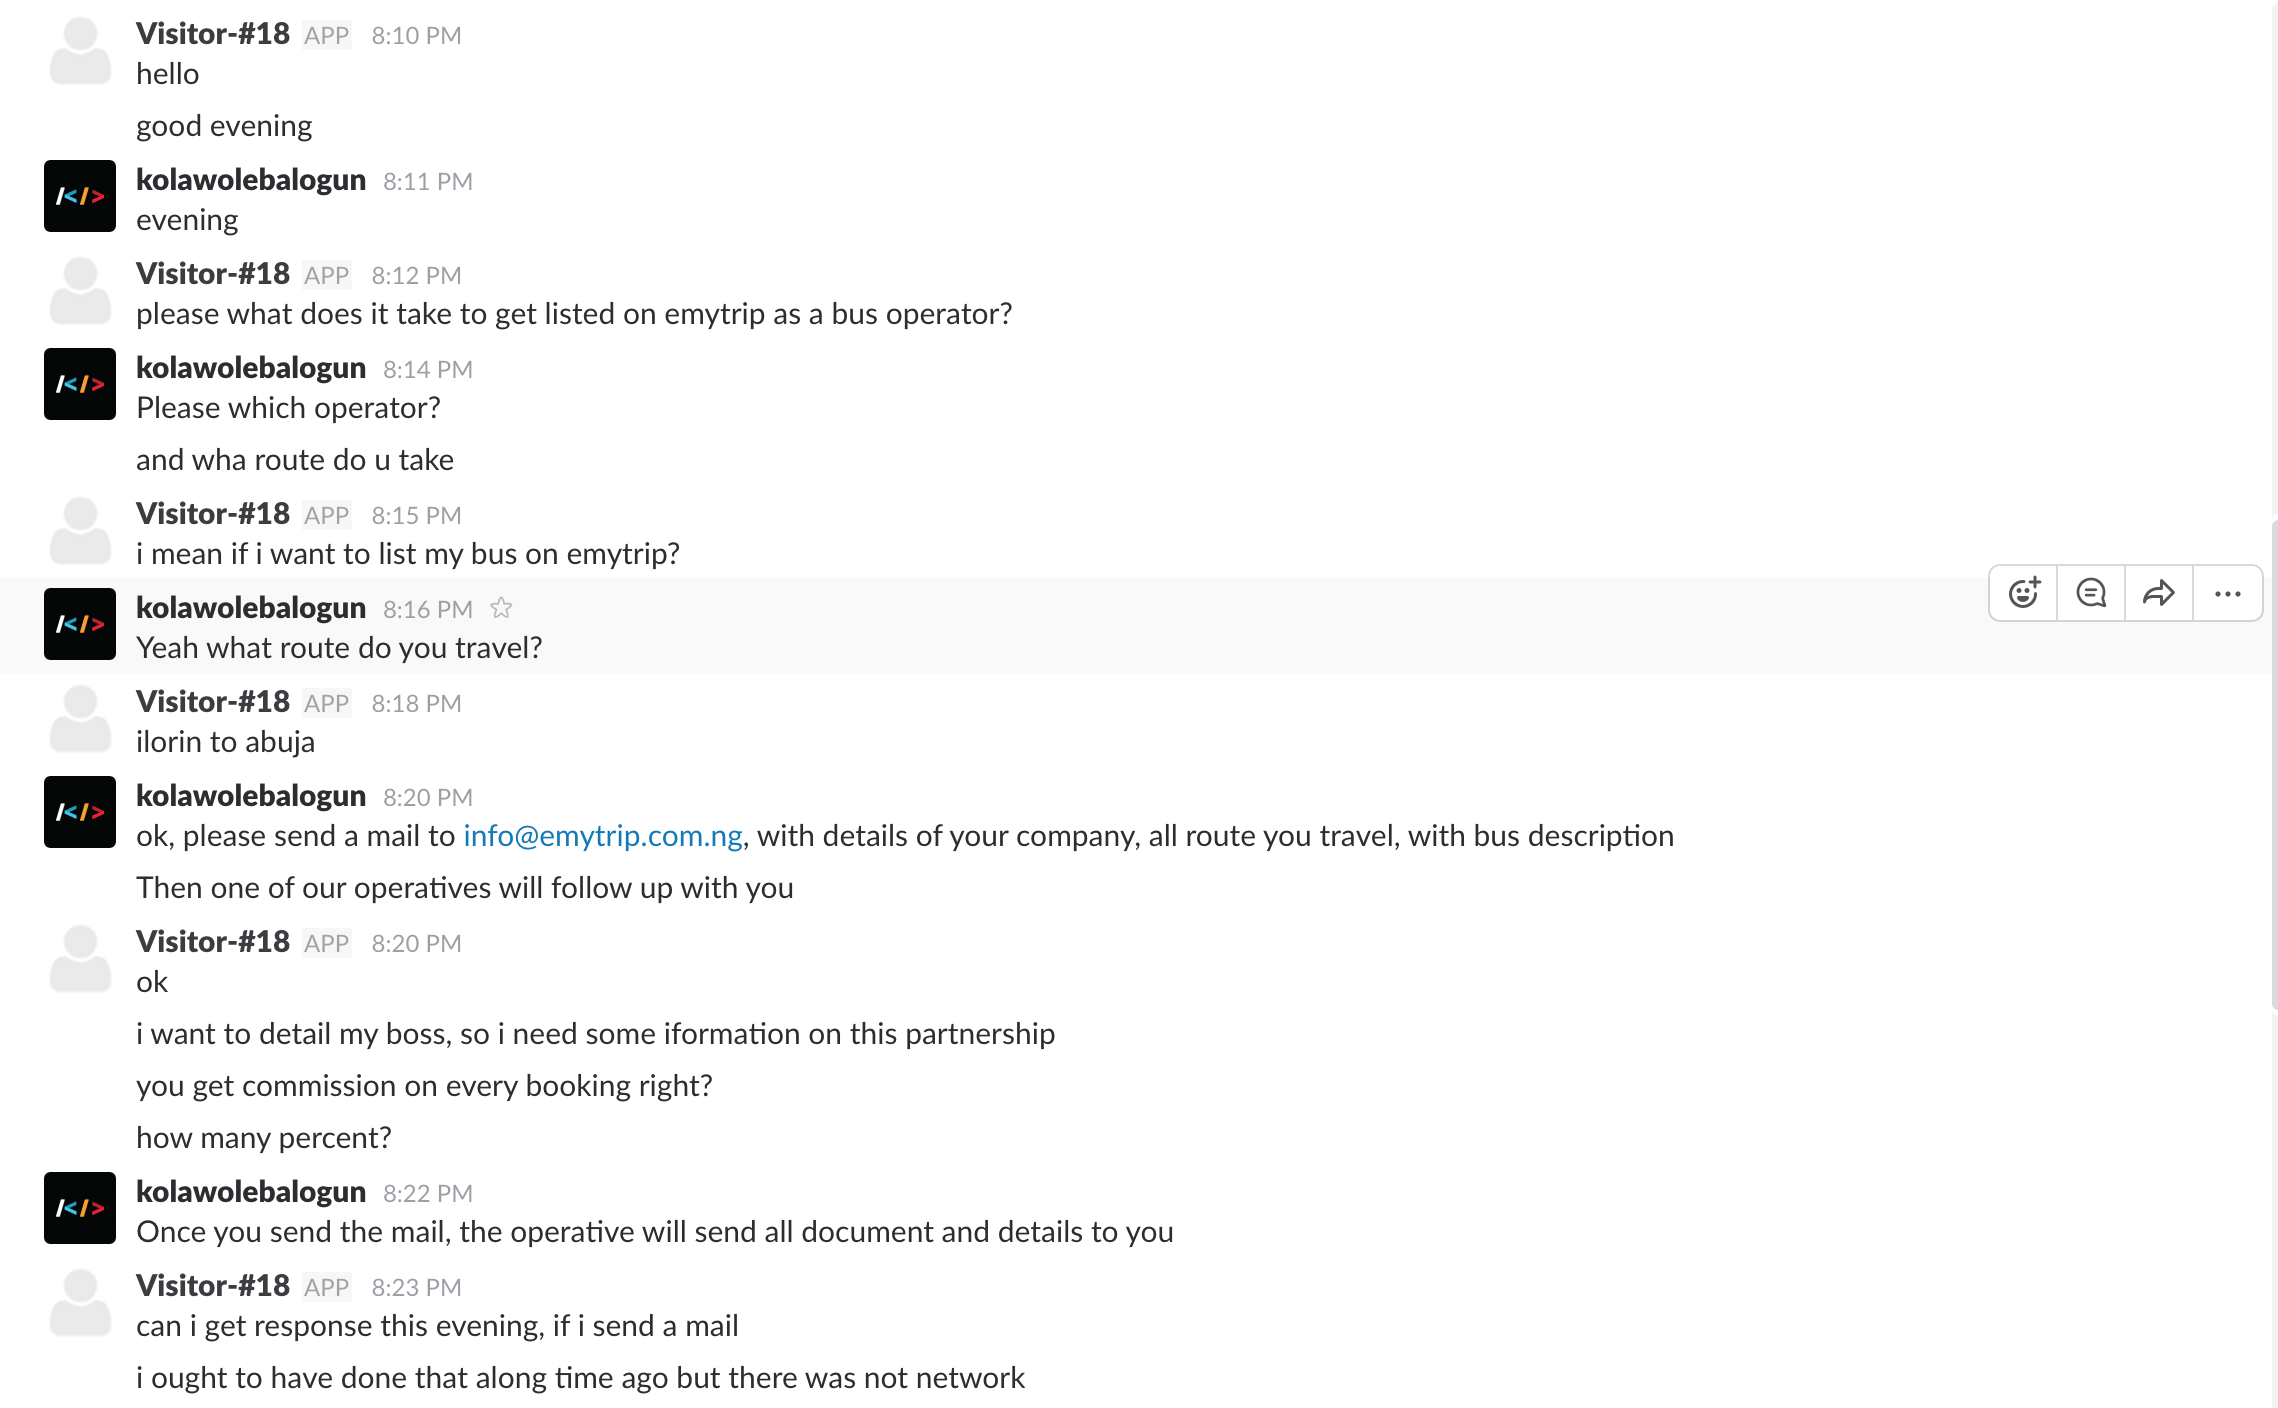 Visitor-#18 APP 8:10 PM
hello
good evening
kolawolebalogun 8:11 PM
evening
Visitor-#18 APP 8:12 PM
please what does it take to get listed on emytrip as a bus operator?
kolawolebalogun 8:14 PM
Please which operator?
and wha route do u take
Visitor-#18 APP 8:15 PM
i mean if i want to list my bus on emytrip?
kolawolebalogun 8:16 PM
Yeah what route do you travel?
Visitor-#18 APP 8:18 PM
ilorin to abuja
kolawolebalogun 8:20 PM
ok, please send a mail to info@emytrip.com.ng, with details of your company, all route you travel, with bus description
Then one of our operatives will follow up with you
Visitor-#18 APP 8:20 PM
ok
i want to detail my boss, so i need some iformation on this partnership
you get commission on every booking right?
how many percent?
kolawolebalogun 8:22 PM
Once you send the mail, the operative will send all document and details to you
Visitor-#18 APP 8:23 PM
can i get response this evening, if i send a mail
i ought to have done that along time ago but there was not network